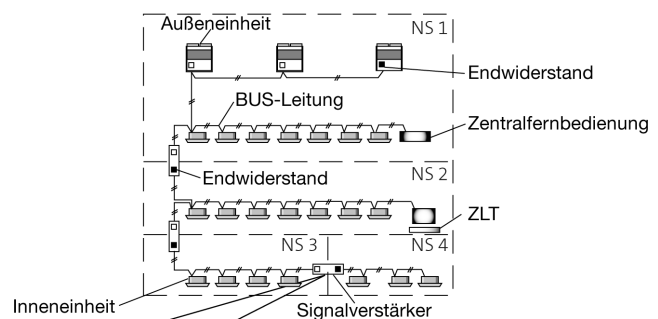 Außeneinheit
NS 1
Endwiderstand
BUS-Leitung
Zentralfernbedienung
NS 2
Endwiderstand
ZLT
NS 3
NS 4
Inneneinheit
Signalverstärker